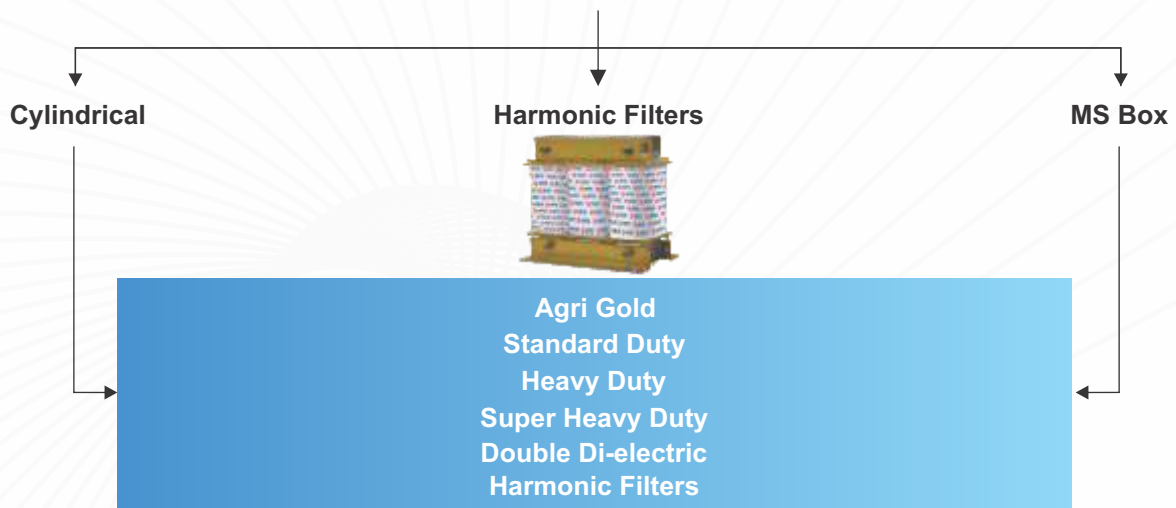 Cylindrical
Harmonic Filters
MS Box
Agri Gold
Standard Duty
Heavy Duty
Super Heavy Duty
Double Di-electric
Harmonic Filters